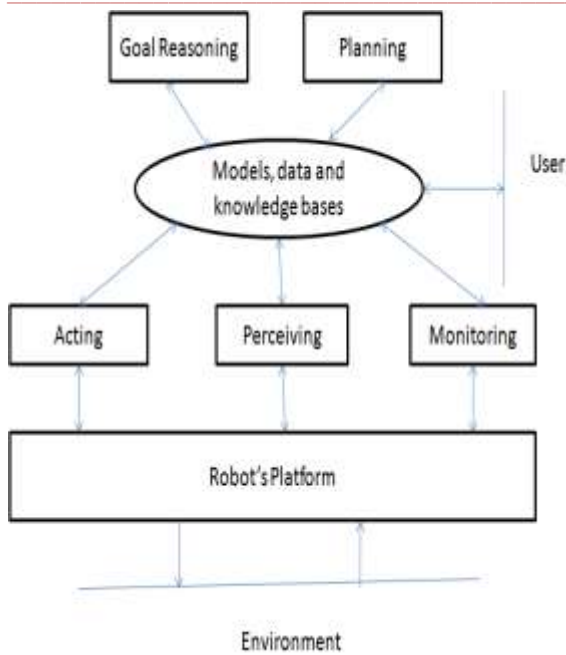 Goal Reasoning
Planning
Models, data and
knowledge bases
User
Acting
Perceiving
Monitoring
Robot's Platform
Environment